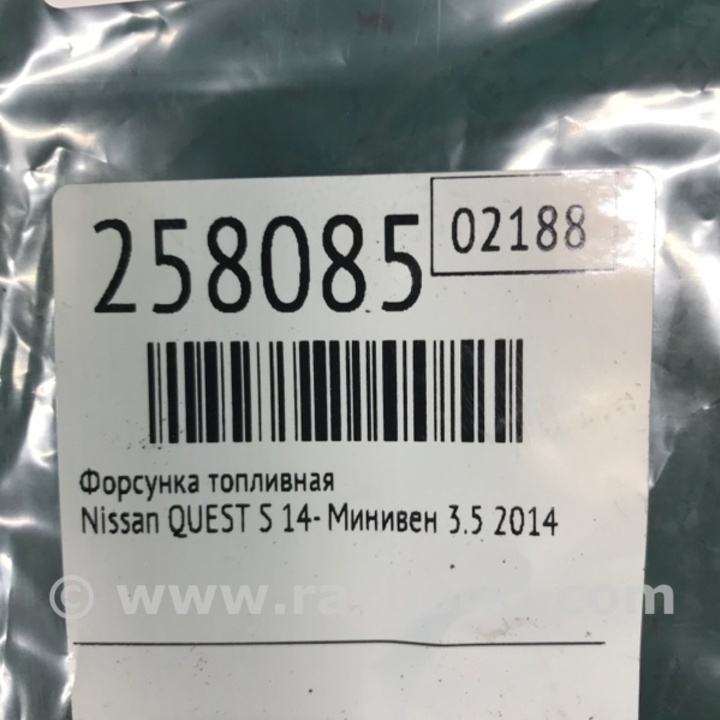 258085
02188
Форсунка топливная
Nissan QUEST S 14- Минивен 3.5 2014